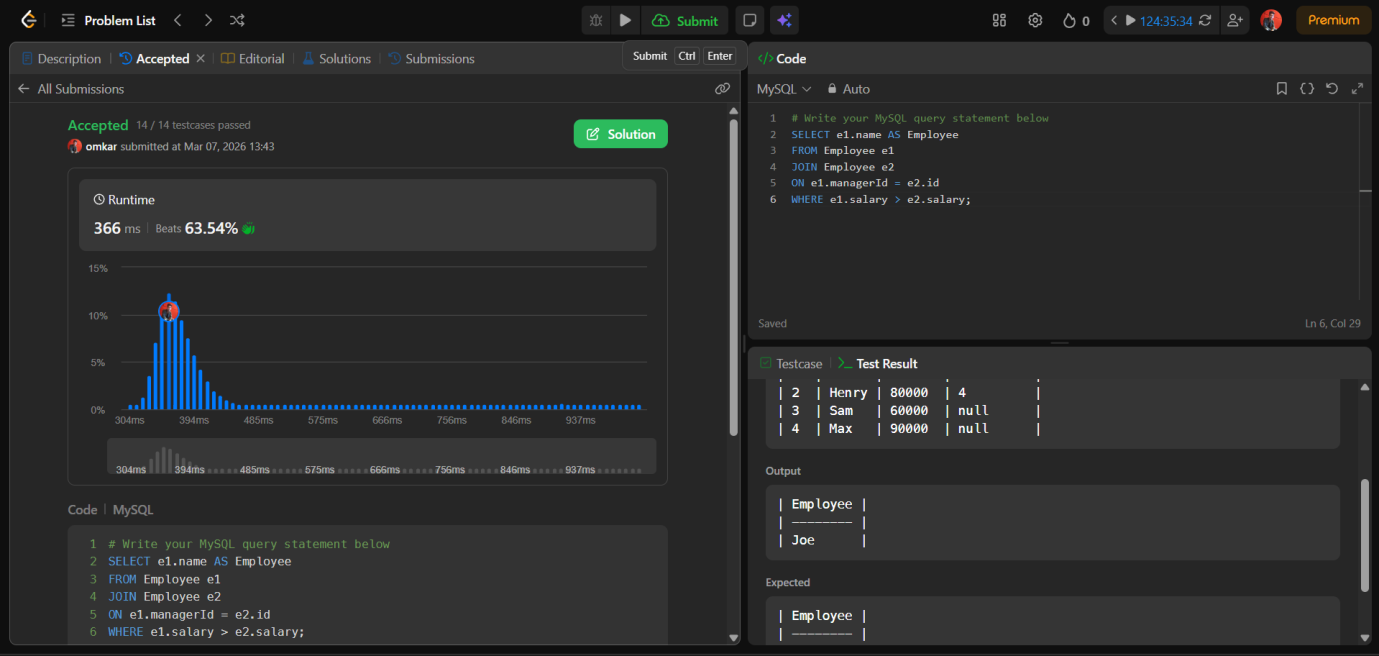 Problem List
Submit
0
124:35:34
Premium
Description
Accepted
Editorial
Solutions
Submissions
Submit Ctrl Enter
All Submissions
Accepted 14 / 14 testcases passed
omkar submitted at Mar 07, 2026 13:43
Solution
Runtime
366 ms Beats 63.54%
15%
10%
5%
0%
304ms 394ms 485ms 575ms 666ms 756ms 846ms 937ms
304ms 394ms 485ms 575ms 666ms 756ms 846ms 937ms
Code | MySQL
1 # Write your MySQL query statement below
2 SELECT e1.name AS Employee
3 FROM Employee e1
4 JOIN Employee e2
5 ON e1.managerId = e2.id
6 WHERE e1.salary > e2.salary;
</> Code
MySQL
Auto
1 # Write your MySQL query statement below
2 SELECT e1.name AS Employee
3 FROM Employee e1
4 JOIN Employee e2
5 ON e1.managerId = e2.id
6 WHERE e1.salary > e2.salary;
Saved
Ln 6, Col 29
Testcase
>_ Test Result
| 2 | Henry | 80000 | 4 |
| 3 | Sam | 60000 | null |
| 4 | Max | 90000 | null |
Output
| Employee |
| -------- |
| Joe |
Expected
| Employee |
| -------- |